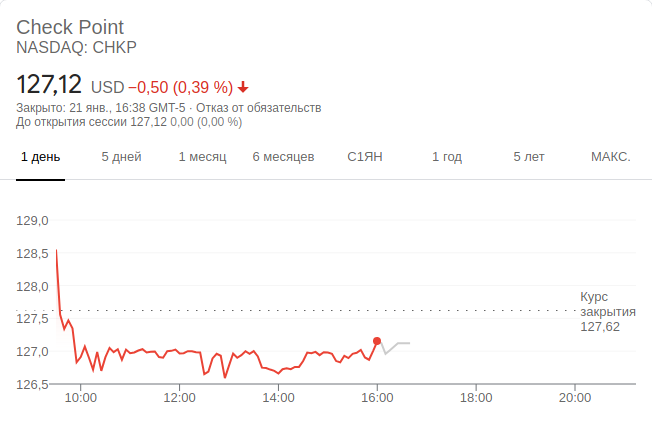 Check Point
NASDAQ: CHKP
127,12 USD −0,50 (0,39 %)
Закрыто: 21 янв., 16:38 GMT-5 · Отказ от обязательств
До открытия сессии 127,12 0,00 (0,00 %)
1 день 5 дней 1 месяц 6 месяцев С1ЯН 1 год 5 лет МАКС.
129,0
128,5
128,0
127,5
127,0
126,5
Курс
закрытия
127,62
10:00 12:00 14:00 16:00 18:00 20:00